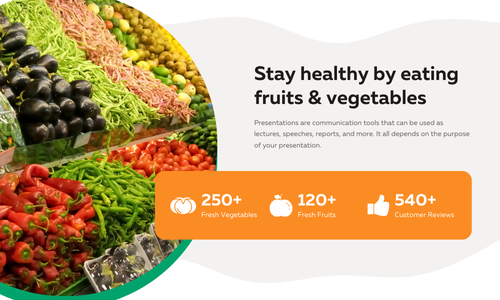 Stay healthy by eating
fruits & vegetables
Presentations are communication tools that can be used as
lectures, speeches, reports, and more. It all depends on the purpose
of your presentation.
250+
Fresh Vegetables
120+
Fresh Fruits
540+
Customer Reviews